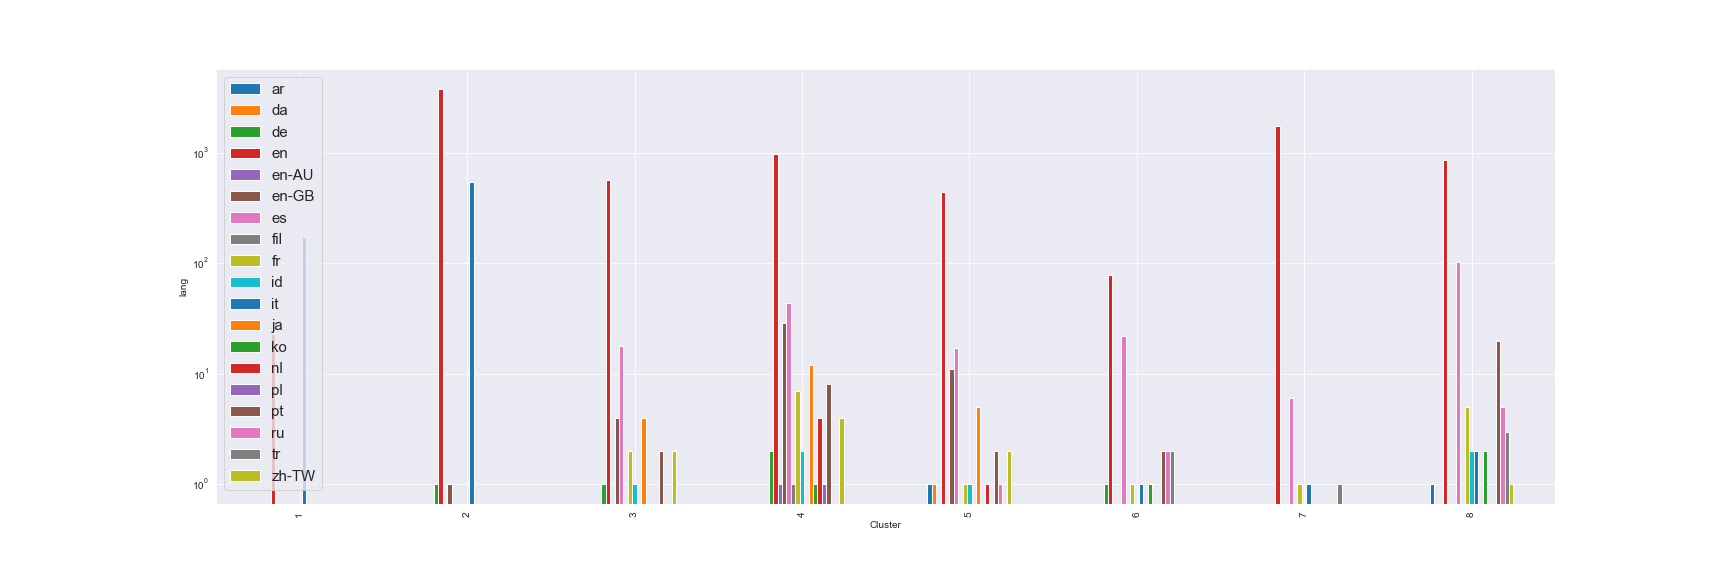 ar
da
de
en
en-AU
en-GB
es
fil
fr
id
it
ja
ko
nl
pl
pt
ru
tr
zh-TW
lang
10³
10²
10¹
10⁰
1 2 3 4 5 6 7 8
Cluster